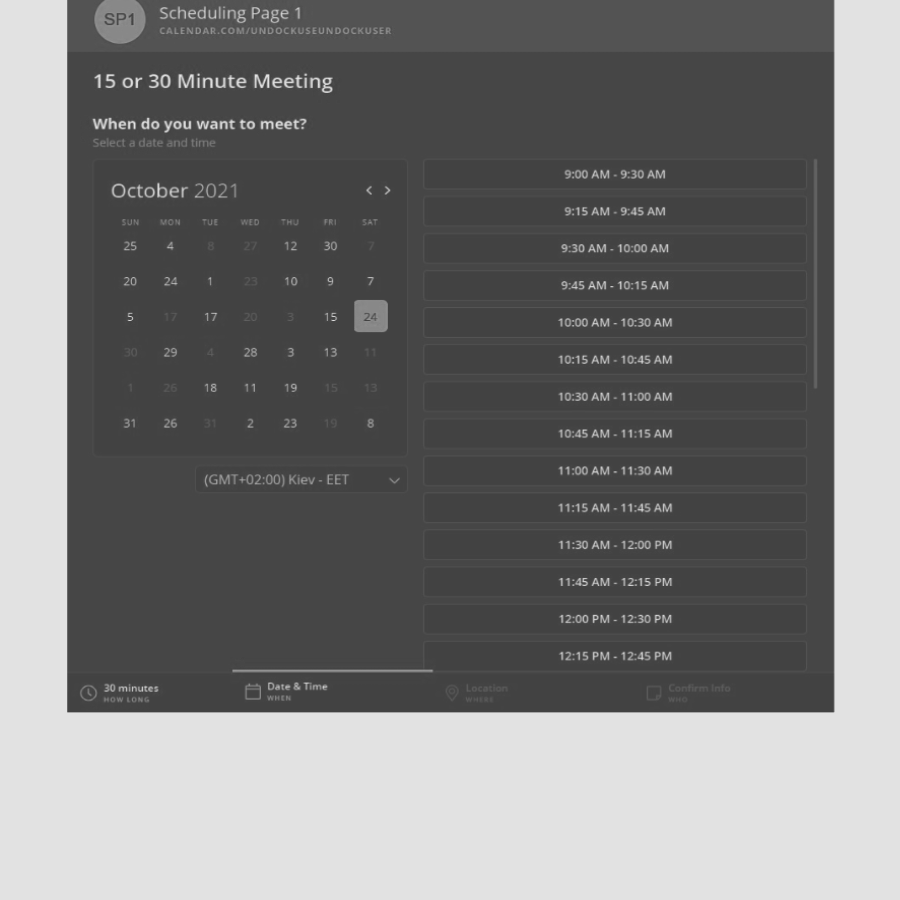 SP1
Scheduling Page 1
CALENDAR.COM/UNDOCKUSEUNDOCKUSER
15 or 30 Minute Meeting
When do you want to meet?
Select a date and time
October 2021
SUN MON TUE WED THU FRI SAT
25 4 8 27 12 30 7
20 24 1 23 10 9 7
5 17 17 20 3 15 24
30 29 4 28 3 13 11
1 26 18 11 19 15 13
31 26 31 2 23 19 8
(GMT+02:00) Kiev - EET
9:00 AM - 9:30 AM
9:15 AM - 9:45 AM
9:30 AM - 10:00 AM
9:45 AM - 10:15 AM
10:00 AM - 10:30 AM
10:15 AM - 10:45 AM
10:30 AM - 11:00 AM
10:45 AM - 11:15 AM
11:00 AM - 11:30 AM
11:15 AM - 11:45 AM
11:30 AM - 12:00 PM
11:45 AM - 12:15 PM
12:00 PM - 12:30 PM
12:15 PM - 12:45 PM
30 minutes
HOW LONG
Date & Time
WHEN
Location
WHERE
Confirm Info
WHO